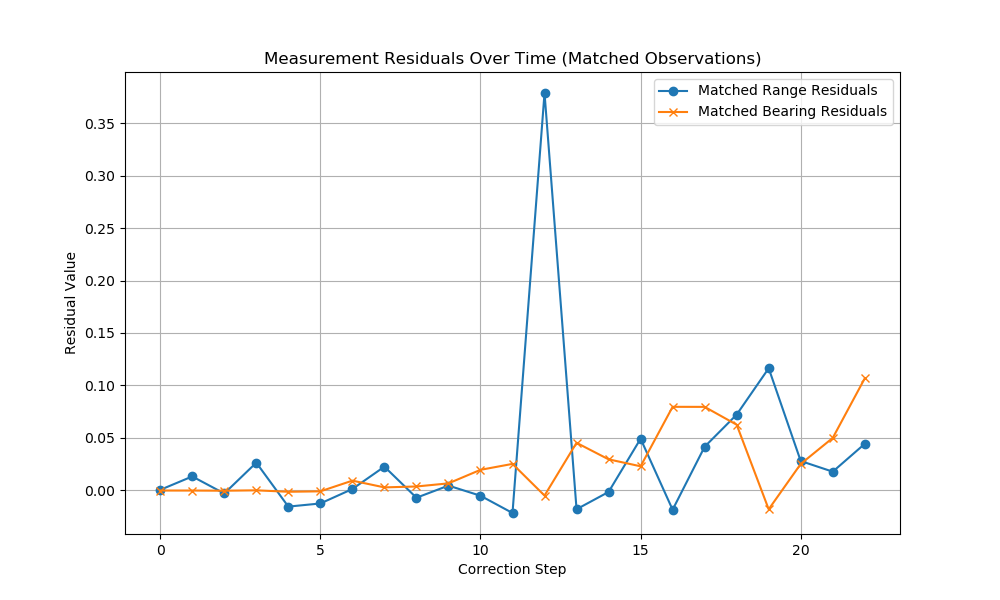 Measurement Residuals Over Time (Matched Observations)
Matched Range Residuals
Matched Bearing Residuals
Residual Value
0.35
0.30
0.25
0.20
0.15
0.10
0.05
0.00
0
5
10
15
20
Correction Step